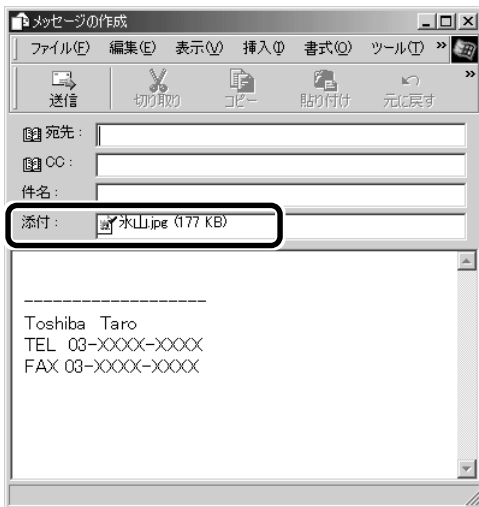 メッセージの作成
ファイル(F) 編集(E) 表示(V) 挿入(I) 書式(O) ツール(T) »
送信 切り取り コピー 貼り付け 元に戻す »
宛先：
CC：
件名：
添付： 氷山.jpg (177 KB)
-------------------
Toshiba Taro
TEL 03-XXXX-XXXX
FAX 03-XXXX-XXXX